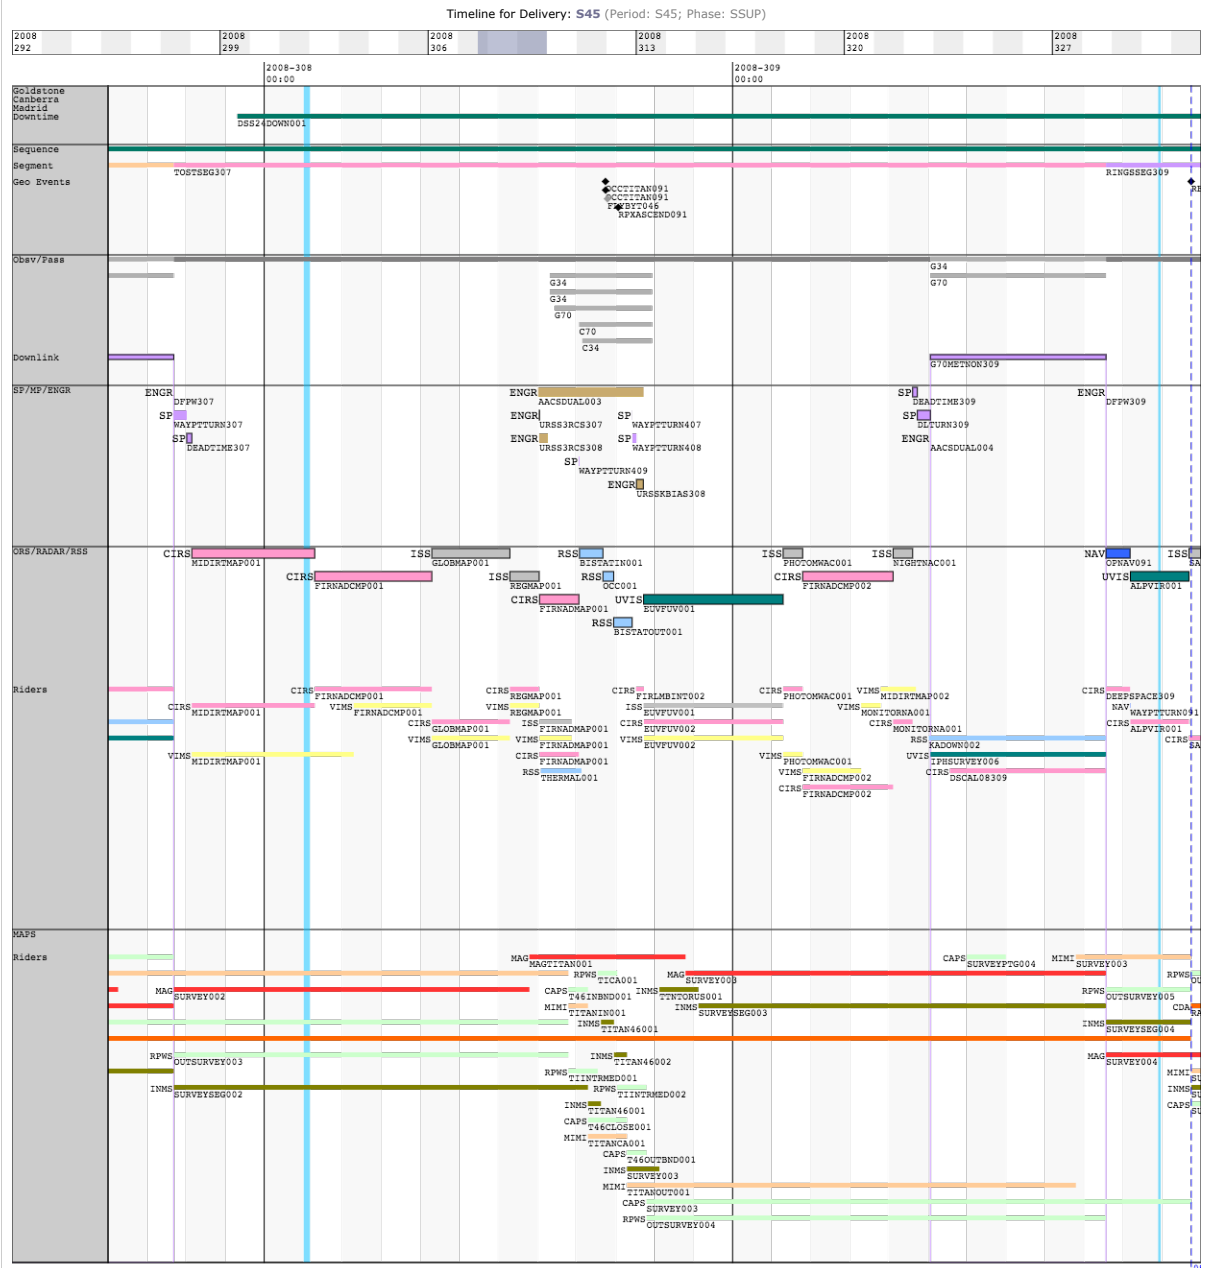 Timeline for Delivery: S45 (Period: S45; Phase: SSUP)
2008 2008 2008 2008 2008 2008
292 299 306 313 320 327
2008-308 2008-309
00:00 00:00
Goldstone
Canberra
Madrid
Downtime
DSS24DOWN001
Sequence
Segment
TOSTSEG307 RINGSSEG309
Geo Events
OCCTITAN091
OCCTITAN091
FLYBYT046
RPXASCEND091
Obsv/Pass
G34
G34 G70
G34
G70
C70
C34
Downlink
G70METNON309
SP/MP/ENGR
ENGR ENGR SP ENGR
DFPW307 AACSDUAL003 DEADTIME309 DFPW309
SP ENGR SP SP
WAYPTTURN307 URSS3RCS307 WAYPTTURN407 DLTURN309
SP ENGR SP ENGR
DEADTIME307 URSS3RCS308 WAYPTTURN408 AACSDUAL004
SP
WAYPTTURN409
ENGR
URSSKBIAS308
ORS/RADAR/RSS
CIRS ISS RSS ISS ISS NAV ISS
MIDIRTMAP001 GLOBMAP001 BISTATIN001 PHOTOMWAC001 NIGHTNAC001 OPNAV091 SA
CIRS ISS RSS CIRS UVIS
FIRNADCMP001 REGMAP001 OCC001 FIRNADCMP002 ALPVIR001
CIRS UVIS
FIRNADMAP001 EUVFUV001
RSS
BISTATOUT001
Riders
CIRS CIRS CIRS CIRS VIMS CIRS
FIRNADCMP001 REGMAP001 FIRLMBINT002 PHOTOMWAC001 MIDIRTMAP002 DEEPSPACE309
CIRS VIMS VIMS ISS VIMS NAV
MIDIRTMAP001 FIRNADCMP001 REGMAP001 EUVFUV001 MONITORNA001 WAYPTTURN091
CIRS ISS CIRS CIRS CIRS
GLOBMAP001 FIRNADMAP001 EUVFUV002 MONITORNA001 ALPVIR001
VIMS VIMS VIMS RSS CIRS
GLOBMAP001 FIRNADMAP001 EUVFUV002 KADOWN002 SA
VIMS CIRS VIMS UVIS
MIDIRTMAP001 FIRNADMAP001 PHOTOMWAC001 IPHSURVEY006
RSS VIMS CIRS
THERMAL001 FIRNADCMP002 DSCAL08309
CIRS
FIRNADCMP002
MAPS
Riders
MAG CAPS MIMI
MAGTITAN001 SURVEYPTG004 SURVEY003
RPWS MAG RPWS
TICA001 SURVEY003 OU
MAG CAPS INMS RPWS
SURVEY002 T46INBND001 TTNTORUS001 OUTSURVEY005
MIMI INMS CDA
TITANIN001 SURVEYSEG003 RA
INMS INMS
TITAN46001 SURVEYSEG004
RPWS INMS MAG
OUTSURVEY003 TITAN46002 SURVEY004
RPWS MIMI
TIINTRMED001 SU
INMS RPWS INMS
SURVEYSEG002 TIINTRMED002 SU
INMS CAPS
TITAN46001 SU
CAPS
T46CLOSE001
MIMI
TITANCA001
CAPS
T46OUTBND001
INMS
SURVEY003
MIMI
TITANOUT001
CAPS
SURVEY003
RPWS
OUTSURVEY004